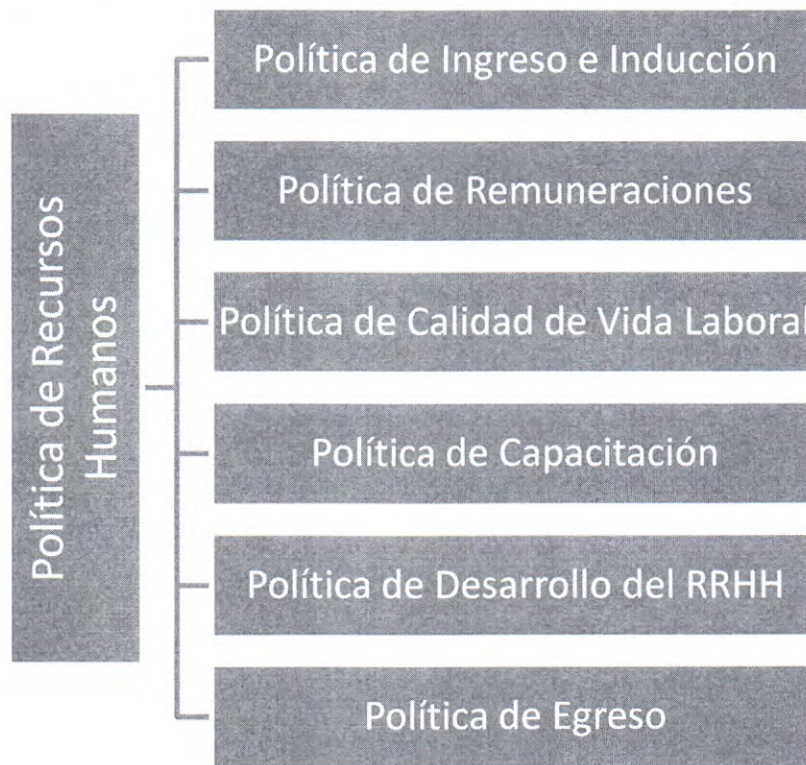 Política de Recursos
Humanos
Política de Ingreso e Inducción
Política de Remuneraciones
Política de Calidad de Vida Laboral
Política de Capacitación
Política de Desarrollo del RRHH
Política de Egreso